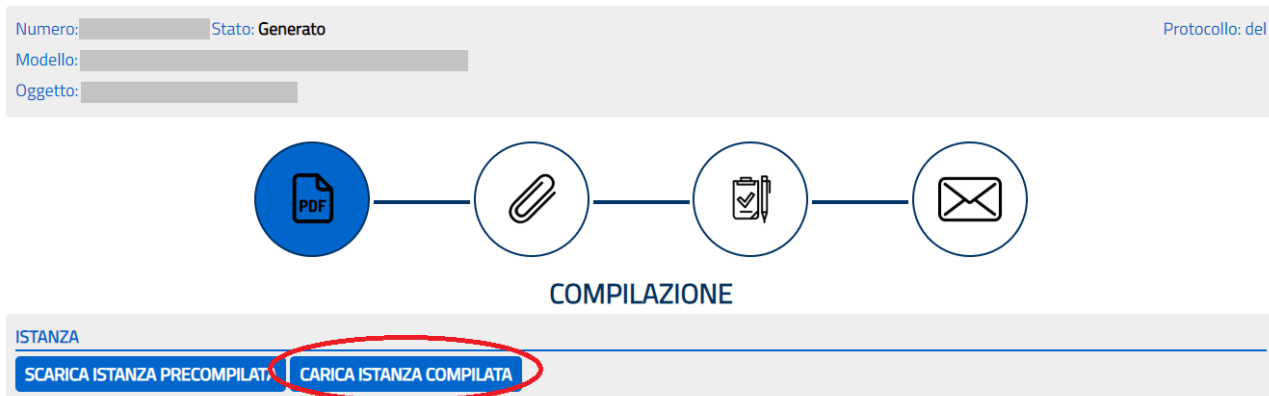 Numero: Stato: Generato Protocollo: del
Modello:
Oggetto:
PDF
COMPILAZIONE
ISTANZA
SCARICA ISTANZA PRECOMPILATA CARICA ISTANZA COMPILATA